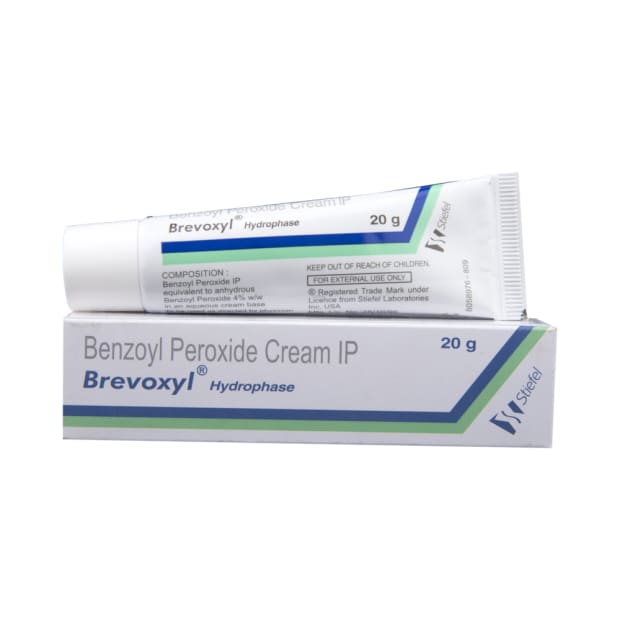 Benzoyl Peroxide Cream IP
Brevoxyl® Hydrophase
20 g
Stiefel
COMPOSITION :
Benzoyl Peroxide IP
equivalent to anhydrous
Benzoyl Peroxide 4% w/w
in an aqueous cream base
KEEP OUT OF REACH OF CHILDREN.
FOR EXTERNAL USE ONLY
® Registered Trade Mark under
Licence from Stiefel Laboratories
Inc. USA
Benzoyl Peroxide Cream IP
20 g
Brevoxyl® Hydrophase
Stiefel